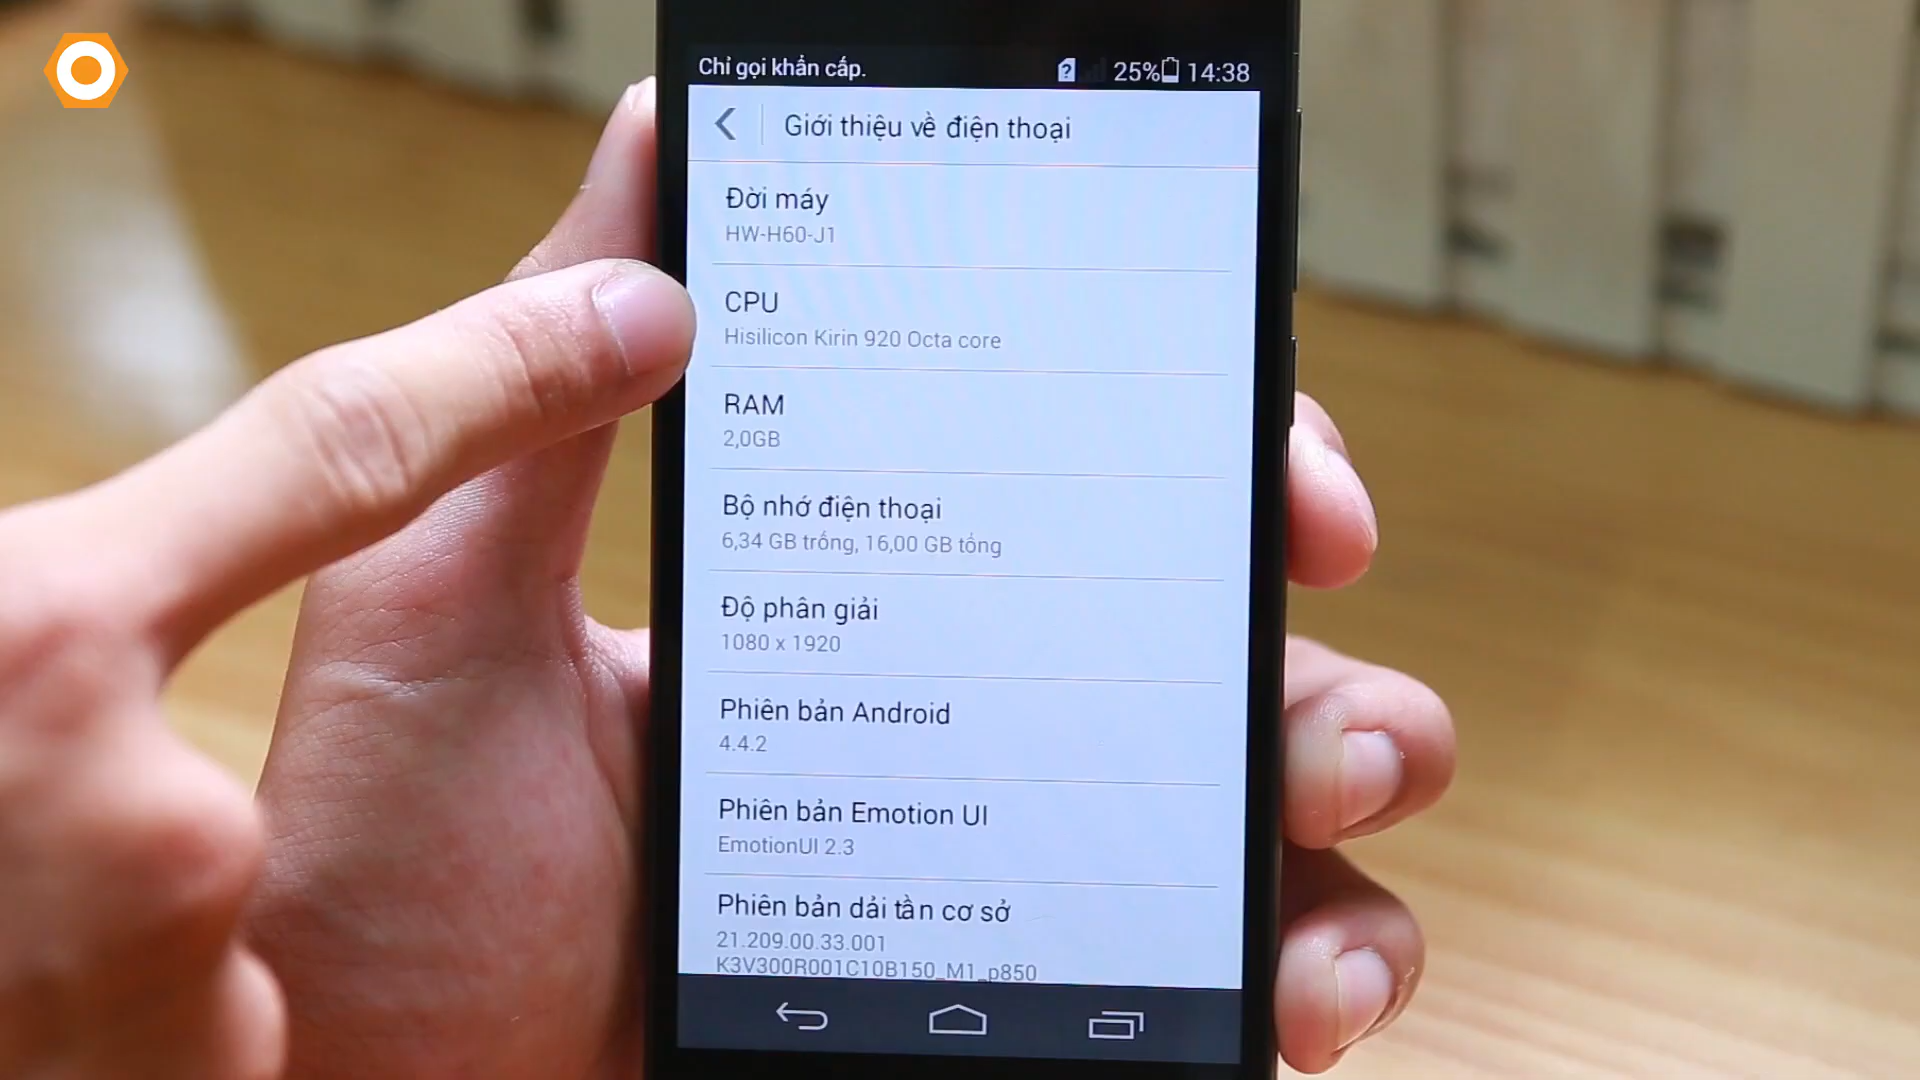 Chỉ gọi khẩn cấp.
25% 14:38
Giới thiệu về điện thoại
Đời máy
HW-H60-J1
CPU
Hisilicon Kirin 920 Octa core
RAM
2,0GB
Bộ nhớ điện thoại
6,34 GB trống, 16,00 GB tổng
Độ phân giải
1080 x 1920
Phiên bản Android
4.4.2
Phiên bản Emotion UI
EmotionUI 2.3
Phiên bản dải tần cơ sở
21.209.00.33.001
K3V300R001C10B150_M1_p850